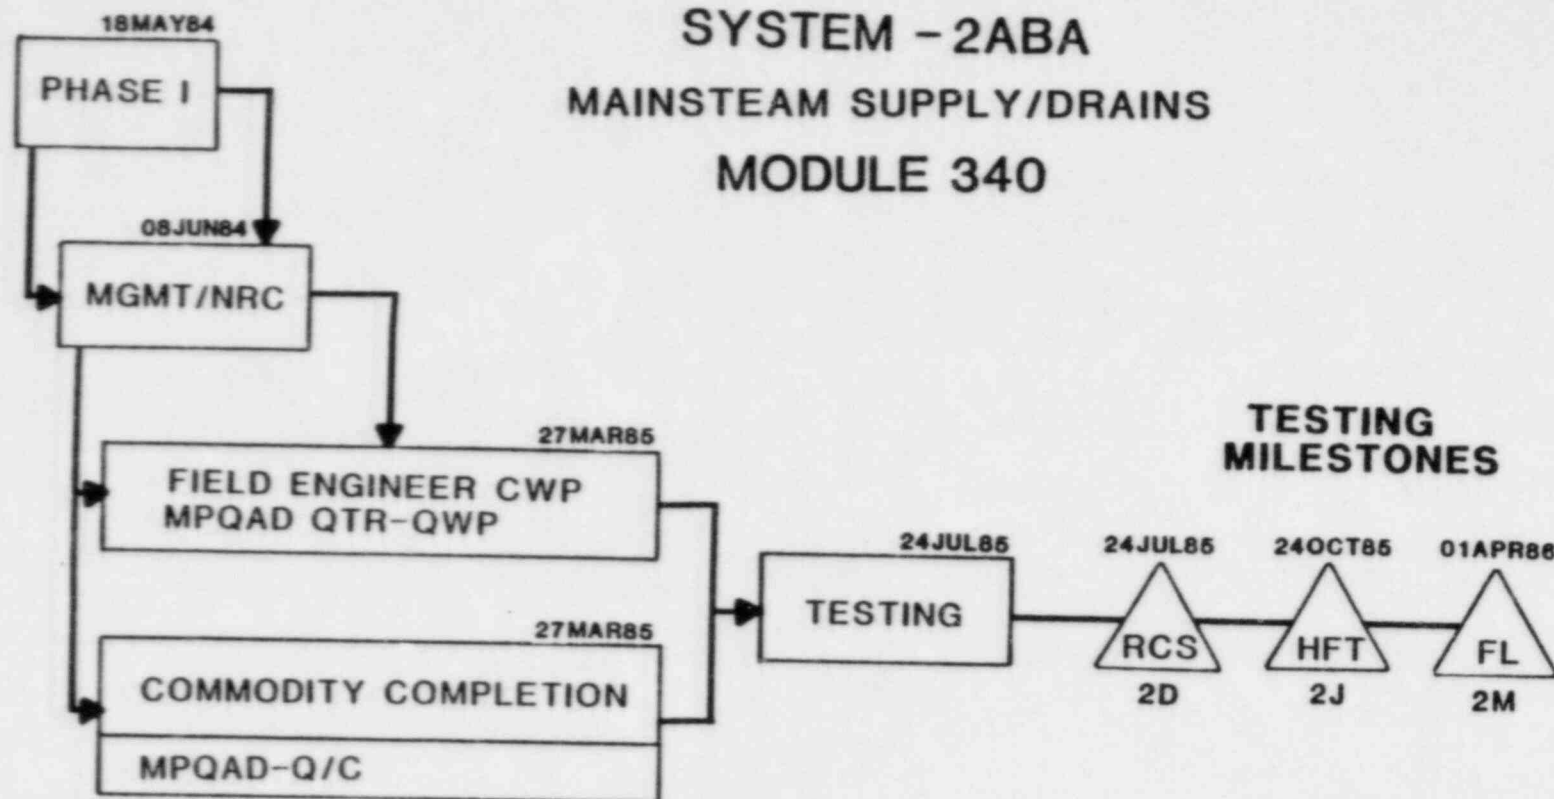 SYSTEM - 2ABA
MAINSTEAM SUPPLY/DRAINS
MODULE 340
18MAY84
PHASE I
08JUN84
MGMT/NRC
27MAR85
FIELD ENGINEER CWP
MPQAD QTR-QWP
27MAR85
COMMODITY COMPLETION
MPQAD-Q/C
24JUL85
TESTING
TESTING
MILESTONES
24JUL85
RCS
2D
24OCT85
HFT
2J
01APR86
FL
2M